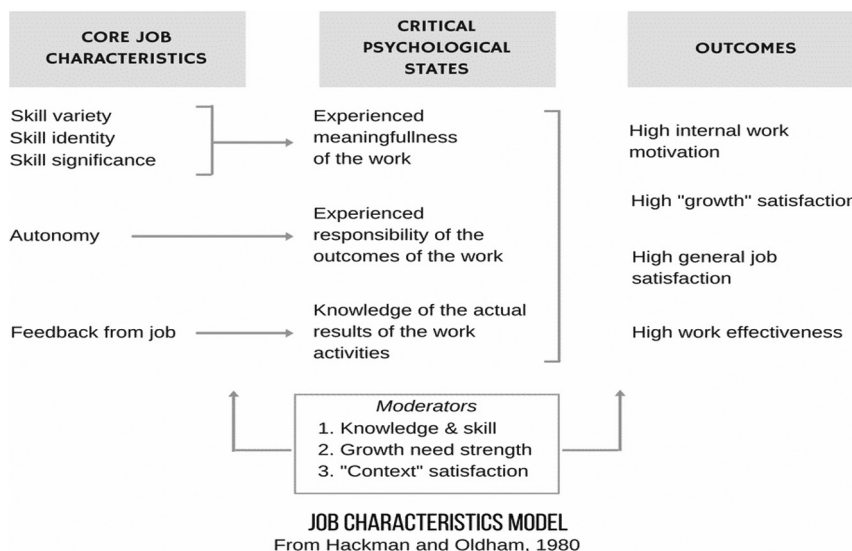 CORE JOB
CHARACTERISTICS
CRITICAL
PSYCHOLOGICAL
STATES
OUTCOMES
Skill variety
Skill identity
Skill significance
Experienced
meaningfullness
of the work
High internal work
motivation
Autonomy
Experienced
responsibility of the
outcomes of the work
High "growth" satisfaction
High general job
satisfaction
Feedback from job
Knowledge of the actual
results of the work
activities
High work effectiveness
Moderators
1. Knowledge & skill
2. Growth need strength
3. "Context" satisfaction
JOB CHARACTERISTICS MODEL
From Hackman and Oldham, 1980